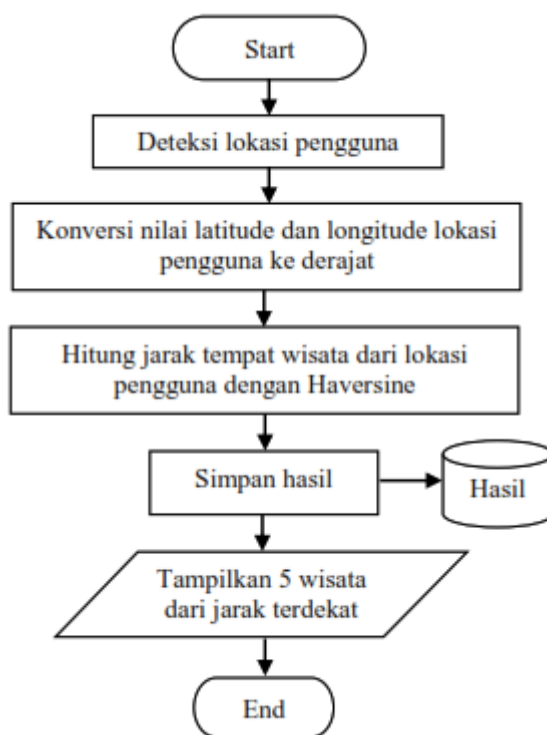 Start
Deteksi lokasi pengguna
Konversi nilai latitude dan longitude lokasi
pengguna ke derajat
Hitung jarak tempat wisata dari lokasi
pengguna dengan Haversine
Simpan hasil
Hasil
Tampilkan 5 wisata
dari jarak terdekat
End